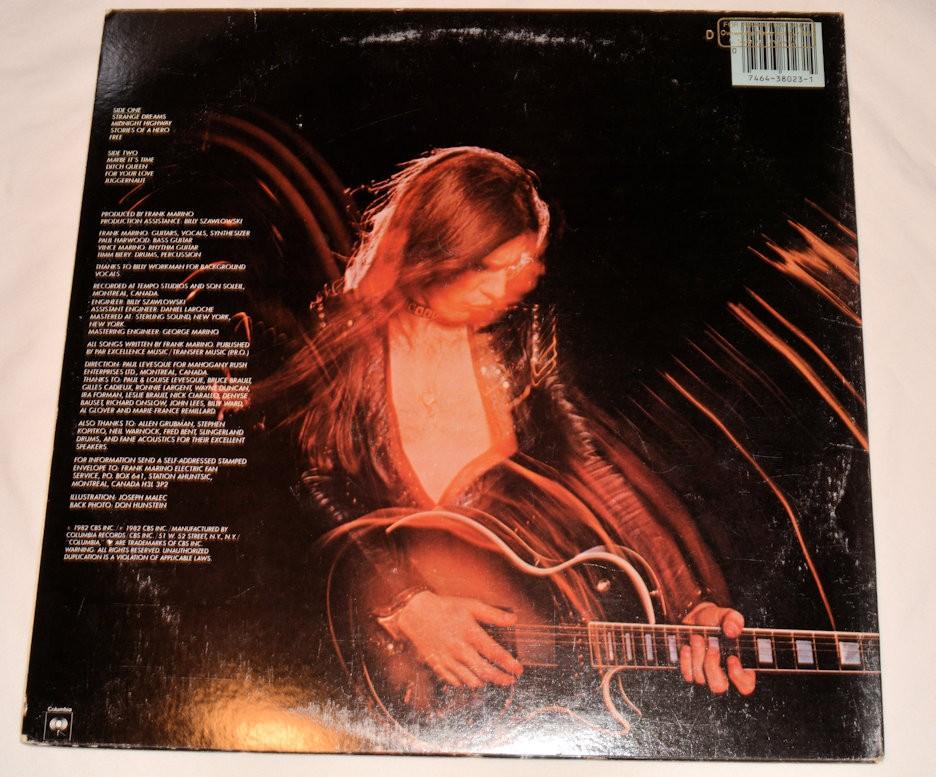 SIDE ONE
STRANGE DREAMS
MIDNIGHT HIGHWAY
STORIES OF A HERO
FREE
SIDE TWO
MAYBE IT'S TIME
DITCH QUEEN
FOR YOUR LOVE
JUGGERNAUT
PRODUCED BY FRANK MARINO
PRODUCTION ASSISTANCE: BILLY SZAWLOWSKI
FRANK MARINO: GUITARS, VOCALS, SYNTHESIZER
PAUL HARWOOD: BASS GUITAR
VINCE MARINO: RHYTHM GUITAR
TIMM BIERY: DRUMS, PERCUSSION
THANKS TO BILLY WORKMAN FOR BACKGROUND
VOCALS
RECORDED AT TEMPO STUDIOS AND SON SOLEIL,
MONTREAL, CANADA
ENGINEER: BILLY SZAWLOWSKI
ASSISTANT ENGINEER: DANIEL LAROCHE
MASTERED AT: STERLING SOUND, NEW YORK,
NEW YORK
MASTERING ENGINEER: GEORGE MARINO
ALL SONGS WRITTEN BY FRANK MARINO. PUBLISHED
BY PAR EXCELLENCE MUSIC/TRANSFER MUSIC (P.R.O.)
DIRECTION: PAUL LEVESQUE FOR MAHOGANY RUSH
ENTERPRISES LTD., MONTREAL, CANADA.
THANKS TO: PAUL & LOUISE LEVESQUE, BRUCE BRAULT,
GILLES CADIEUX, RONNIE LARGENT, WAYNE DUNCAN,
IRA FORMAN, LESLIE BRAULT, NICK CIARALLO, DENYSE
BAUSET, RICHARD ONSLOW, JOHN LEES, BILLY WARD,
AL GLOVER AND MARIE-FRANCE REMILLARD
ALSO THANKS TO: ALLEN GRUBMAN, STEPHEN
KOPITKO, NEIL WARNOCK, FRED BENT, SLINGERLAND
DRUMS, AND FANE ACOUSTICS FOR THEIR EXCELLENT
SPEAKERS.
FOR INFORMATION SEND A SELF-ADDRESSED STAMPED
ENVELOPE TO: FRANK MARINO ELECTRIC FAN
SERVICE, P.O. BOX 641, STATION AHUNTSIC,
MONTREAL, CANADA H3L 3P2
ILLUSTRATION: JOSEPH MALEC
BACK PHOTO: DON HUNSTEIN
© 1982 CBS INC./℗ 1982 CBS INC./MANUFACTURED BY
COLUMBIA RECORDS/CBS INC./51 W. 52 STREET, N.Y., N.Y./
"COLUMBIA," ARE TRADEMARKS OF CBS INC.
WARNING: ALL RIGHTS RESERVED. UNAUTHORIZED
DUPLICATION IS A VIOLATION OF APPLICABLE LAWS.
Columbia
D
7464-38023-1